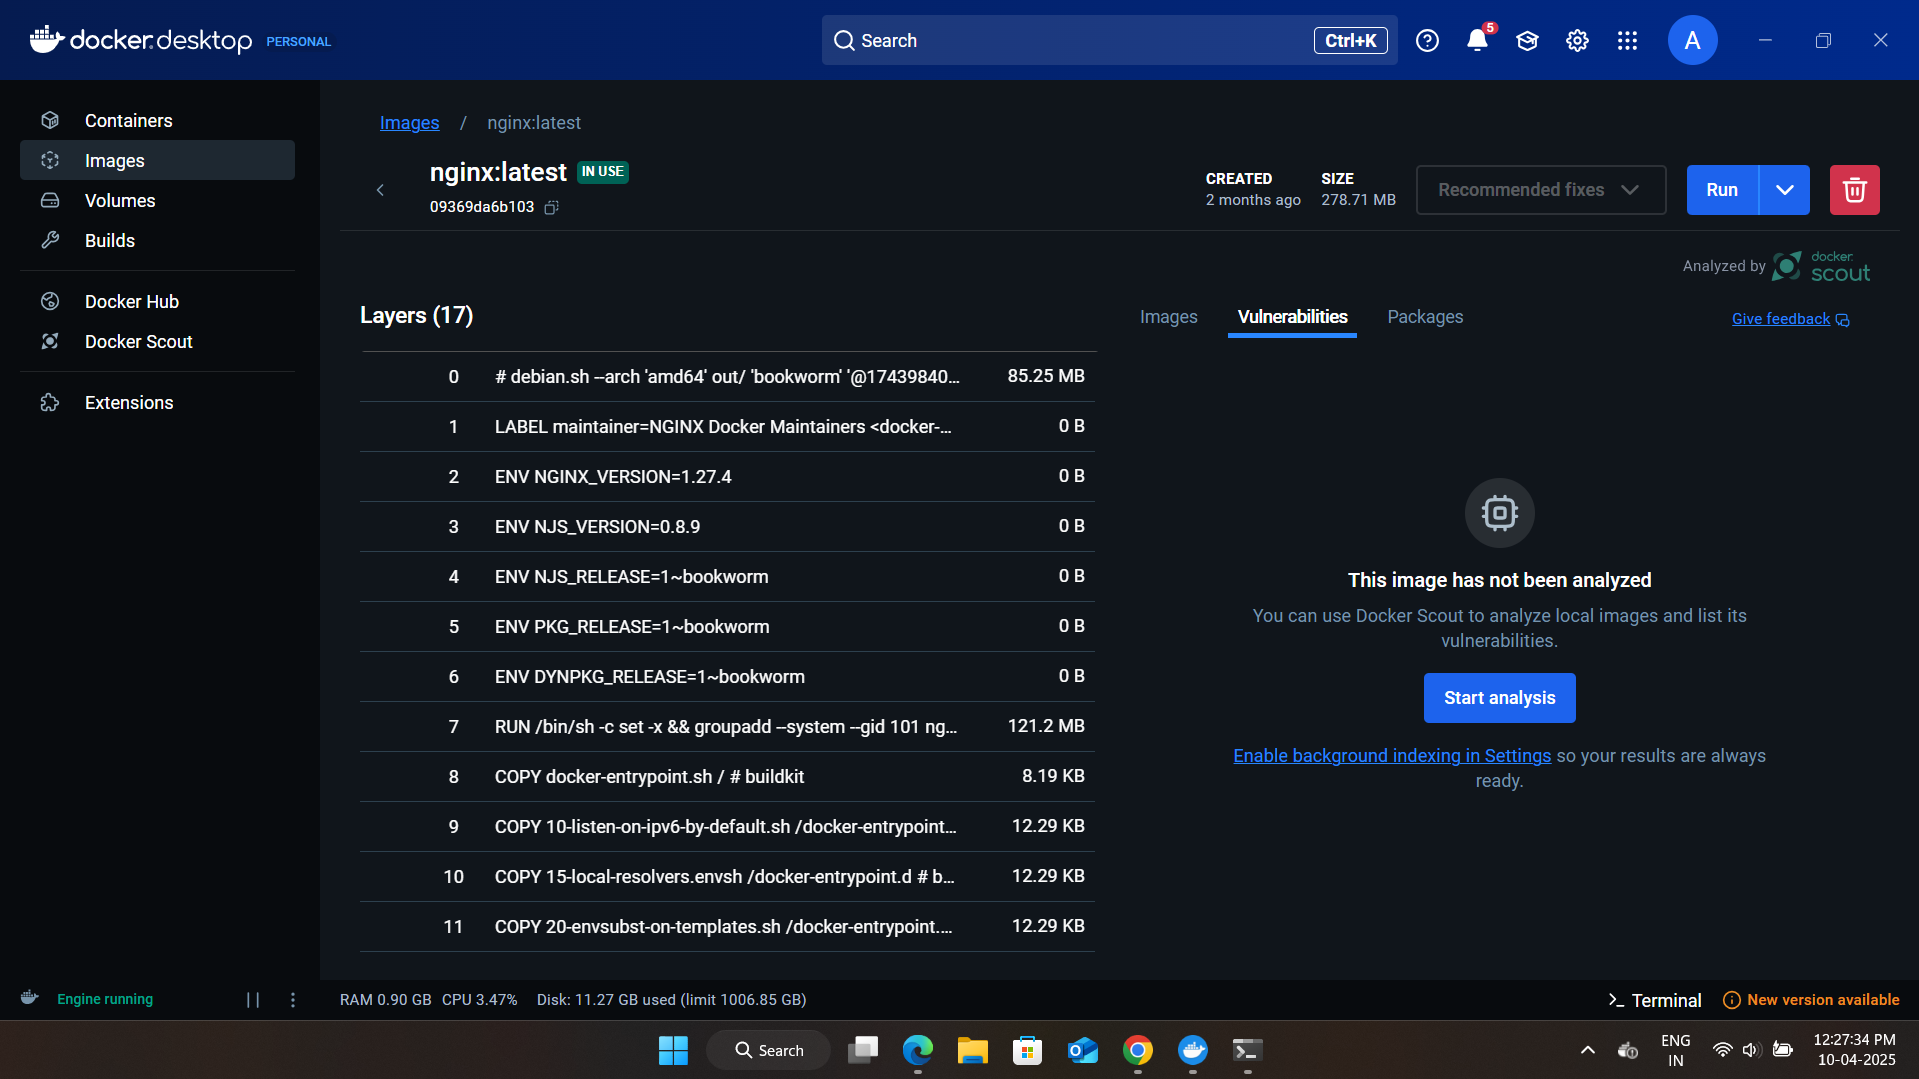 docker.desktop PERSONAL
Search Ctrl+K
5
A
Containers
Images
Volumes
Builds
Docker Hub
Docker Scout
Extensions
Images / nginx:latest
nginx:latest IN USE
09369da6b103
CREATED
2 months ago
SIZE
278.71 MB
Recommended fixes
Run
Analyzed by docker scout
Layers (17)
Images Vulnerabilities Packages
Give feedback
0 # debian.sh --arch 'amd64' out/ 'bookworm' '@17439840... 85.25 MB
1 LABEL maintainer=NGINX Docker Maintainers <docker-... 0 B
2 ENV NGINX_VERSION=1.27.4 0 B
3 ENV NJS_VERSION=0.8.9 0 B
4 ENV NJS_RELEASE=1~bookworm 0 B
5 ENV PKG_RELEASE=1~bookworm 0 B
6 ENV DYNPKG_RELEASE=1~bookworm 0 B
7 RUN /bin/sh -c set -x && groupadd --system --gid 101 ng... 121.2 MB
8 COPY docker-entrypoint.sh / # buildkit 8.19 KB
9 COPY 10-listen-on-ipv6-by-default.sh /docker-entrypoint... 12.29 KB
10 COPY 15-local-resolvers.envsh /docker-entrypoint.d # b... 12.29 KB
11 COPY 20-envsubst-on-templates.sh /docker-entrypoint.... 12.29 KB
This image has not been analyzed
You can use Docker Scout to analyze local images and list its
vulnerabilities.
Start analysis
Enable background indexing in Settings so your results are always
ready.
Engine running
RAM 0.90 GB CPU 3.47% Disk: 11.27 GB used (limit 1006.85 GB)
Terminal
New version available
Search
ENG
IN
12:27:34 PM
10-04-2025